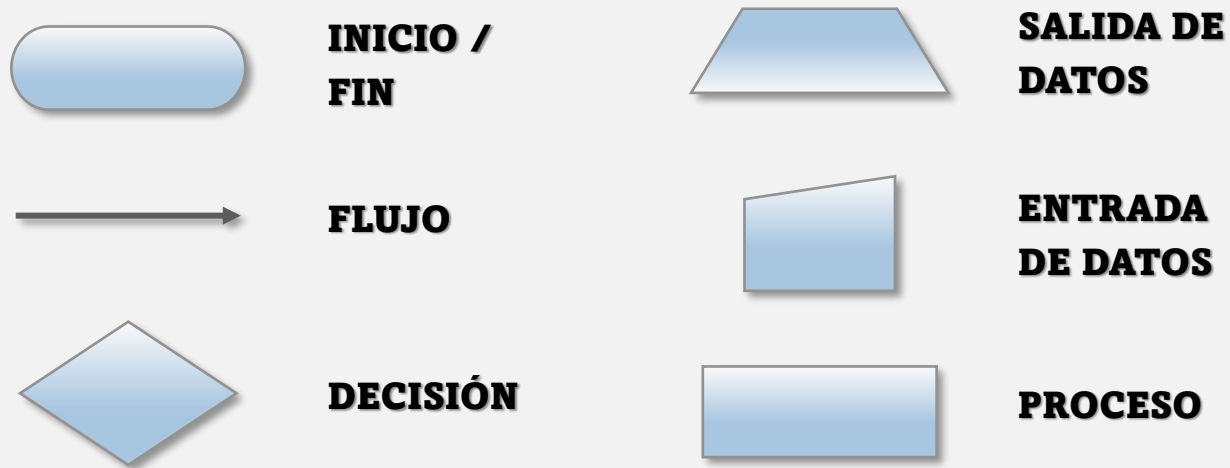 INICIO /
FIN
FLUJO
DECISIÓN
SALIDA DE
DATOS
ENTRADA
DE DATOS
PROCESO